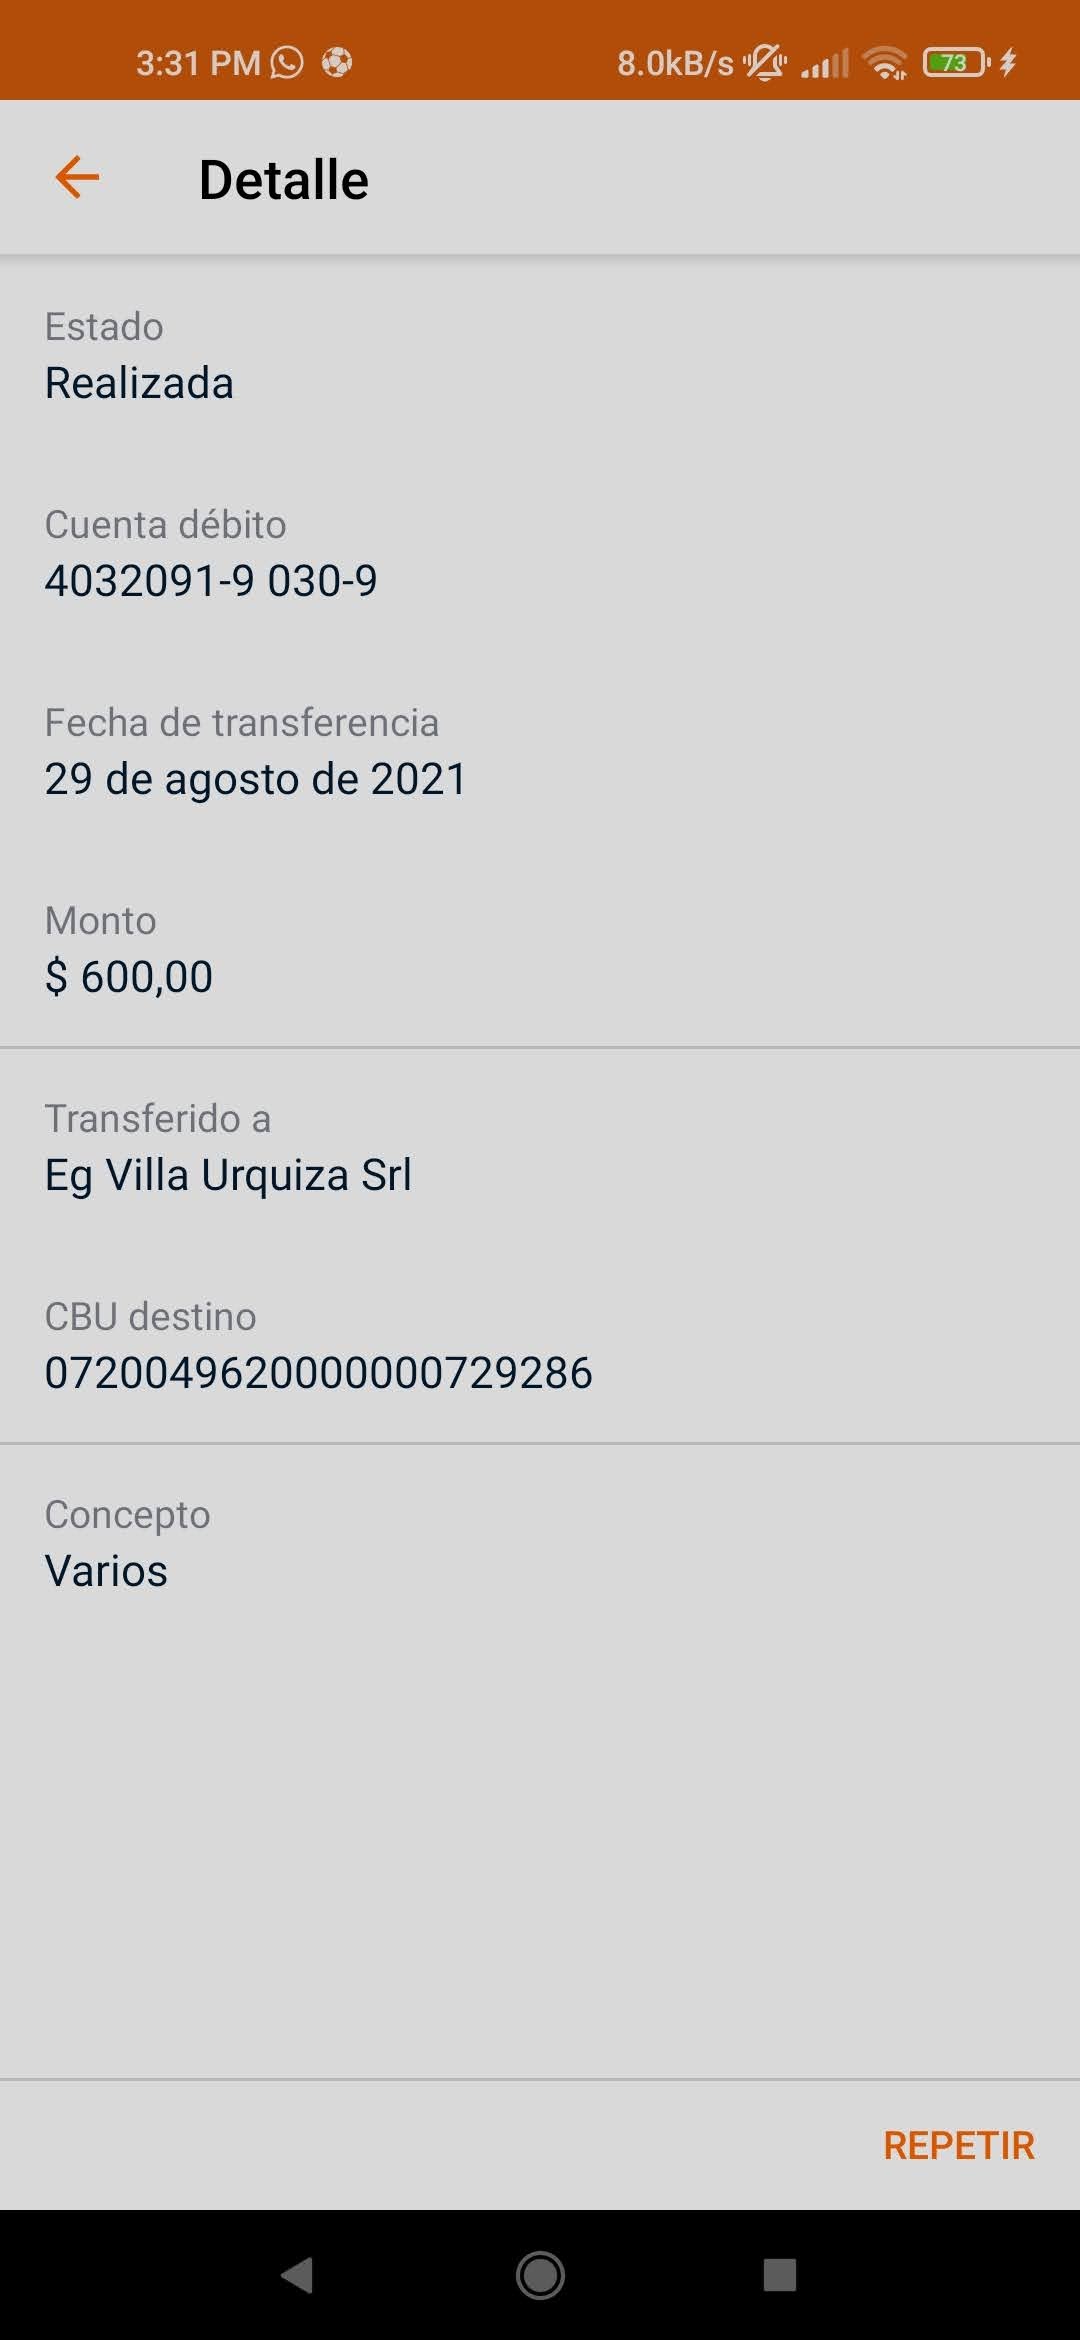 3:31 PM
8.0kB/s
73
Detalle
Estado
Realizada
Cuenta débito
4032091-9 030-9
Fecha de transferencia
29 de agosto de 2021
Monto
$ 600,00
Transferido a
Eg Villa Urquiza Srl
CBU destino
0720049620000000729286
Concepto
Varios
REPETIR